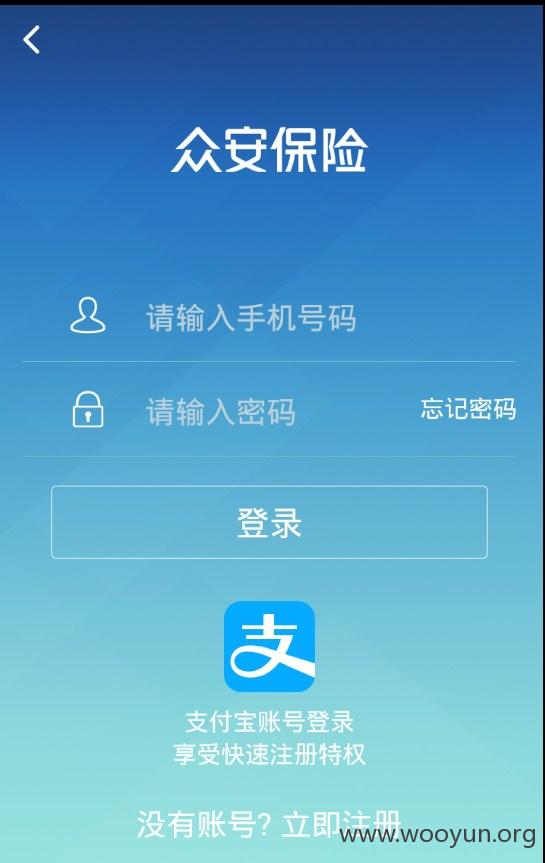 众安保险
请输入手机号码
请输入密码 忘记密码
登录
支
支付宝账号登录
享受快速注册特权
没有账号? 立即注册
www.wooyun.org